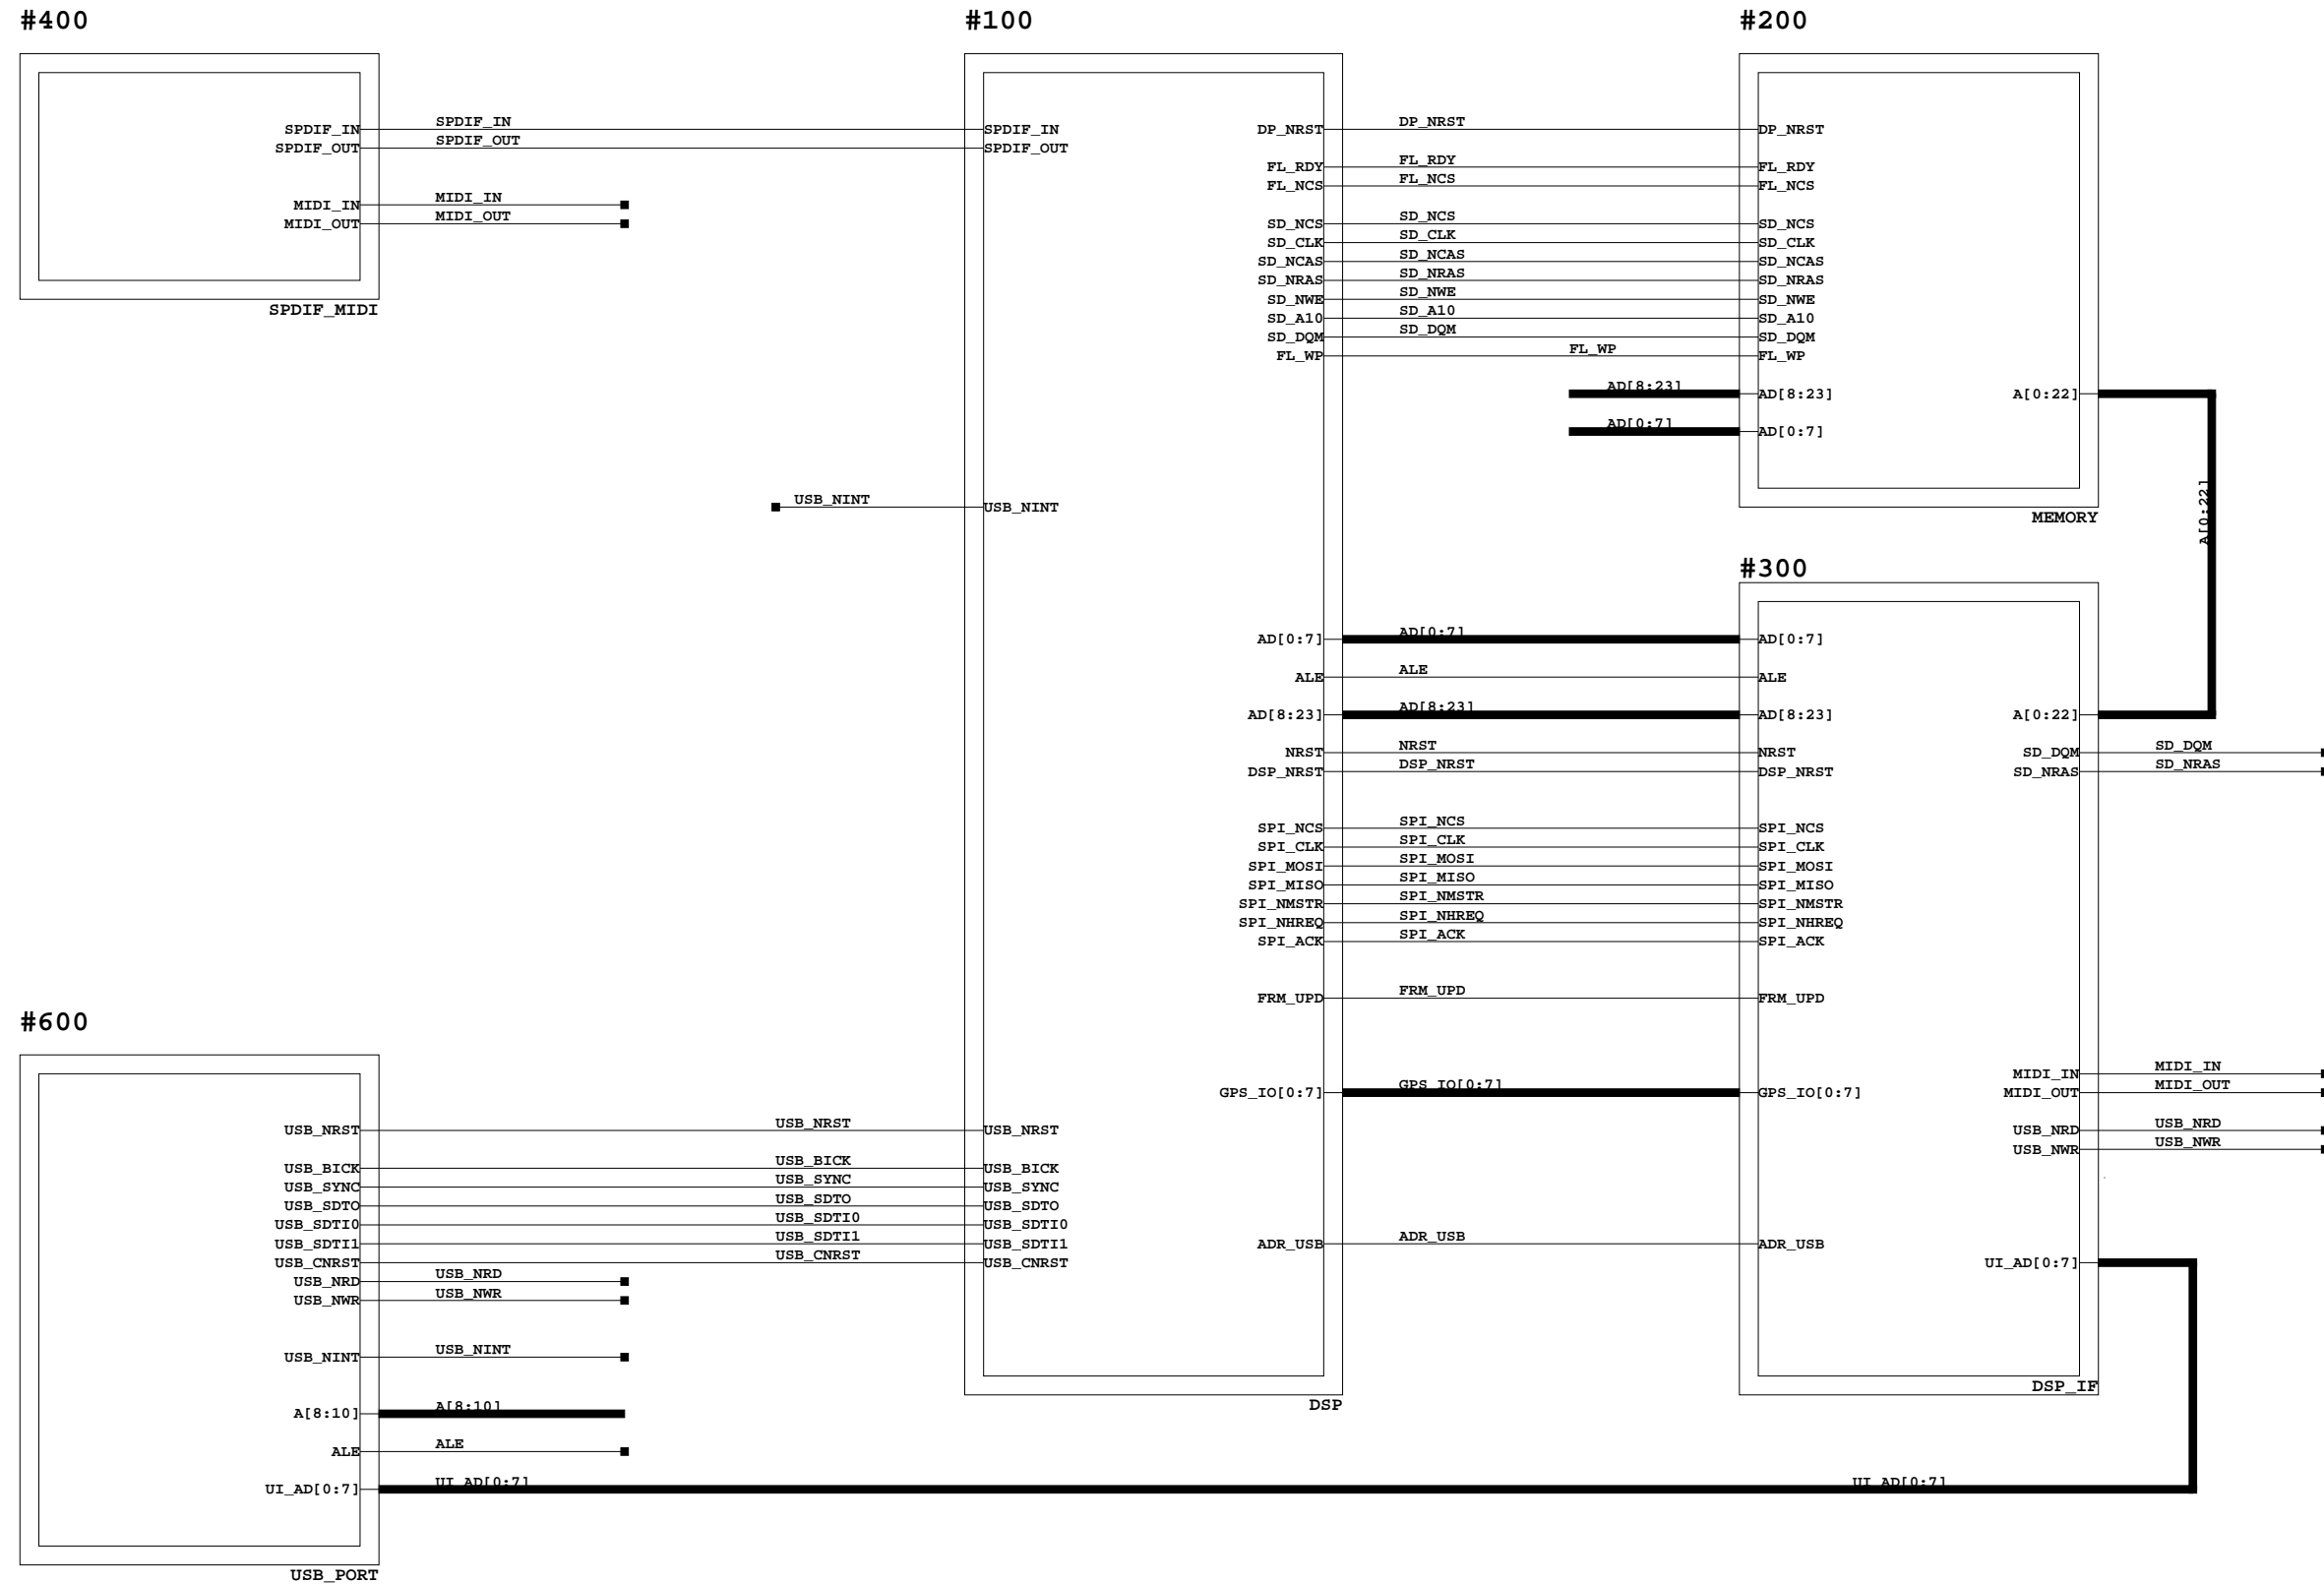 #400
SPDIF_IN
SPDIF_OUT
MIDI_IN
MIDI_OUT
SPDIF_IN
SPDIF_OUT
MIDI_IN
MIDI_OUT
SPDIF_MIDI
#100
SPDIF_IN
SPDIF_OUT
USB_NINT
USB_NINT
DP_NRST
FL_RDY
FL_NCS
SD_NCS
SD_CLK
SD_NCAS
SD_NRAS
SD_NWE
SD_A10
SD_DQM
FL_WP
DP_NRST
FL_RDY
FL_NCS
SD_NCS
SD_CLK
SD_NCAS
SD_NRAS
SD_NWE
SD_A10
SD_DQM
FL_WP
AD[8:23]
AD[0:7]
#200
DP_NRST
FL_RDY
FL_NCS
SD_NCS
SD_CLK
SD_NCAS
SD_NRAS
SD_NWE
SD_A10
SD_DQM
FL_WP
AD[8:23]
AD[0:7]
A[0:22]
MEMORY
A[0:22]
AD[0:7]
ALE
AD[8:23]
NRST
DSP_NRST
SPI_NCS
SPI_CLK
SPI_MOSI
SPI_MISO
SPI_NMSTR
SPI_NHREQ
SPI_ACK
FRM_UPD
GPS_IO[0:7]
ADR_USB
AD[0:7]
ALE
AD[8:23]
NRST
DSP_NRST
SPI_NCS
SPI_CLK
SPI_MOSI
SPI_MISO
SPI_NMSTR
SPI_NHREQ
SPI_ACK
FRM_UPD
GPS_IO[0:7]
ADR_USB
#300
AD[0:7]
ALE
AD[8:23]
NRST
DSP_NRST
SPI_NCS
SPI_CLK
SPI_MOSI
SPI_MISO
SPI_NMSTR
SPI_NHREQ
SPI_ACK
FRM_UPD
GPS_IO[0:7]
ADR_USB
A[0:22]
SD_DQM
SD_NRAS
MIDI_IN
MIDI_OUT
USB_NRD
USB_NWR
UI_AD[0:7]
SD_DQM
SD_NRAS
MIDI_IN
MIDI_OUT
USB_NRD
USB_NWR
DSP_IF
#600
USB_NRST
USB_BICK
USB_SYNC
USB_SDTO
USB_SDTI0
USB_SDTI1
USB_CNRST
USB_NRD
USB_NWR
USB_NINT
A[8:10]
ALE
UI_AD[0:7]
USB_NRD
USB_NWR
USB_NINT
A[8:10]
ALE
UI_AD[0:7]
USB_PORT
USB_NRST
USB_BICK
USB_SYNC
USB_SDTO
USB_SDTI0
USB_SDTI1
USB_CNRST
USB_NRST
USB_BICK
USB_SYNC
USB_SDTO
USB_SDTI0
USB_SDTI1
USB_CNRST
DSP
UI_AD[0:7]